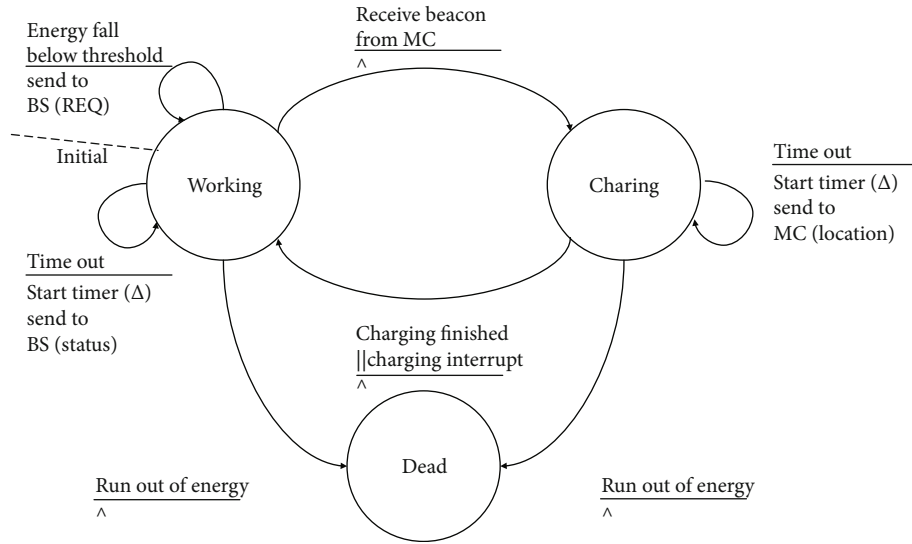 Energy fall
below threshold
send to
BS (REQ)
Initial
Receive beacon
from MC
^
Working
Charing
Time out
Start timer (Δ)
send to
MC (location)
Time out
Start timer (Δ)
send to
BS (status)
Charging finished
||charging interrupt
^
Dead
Run out of energy
^
Run out of energy
^